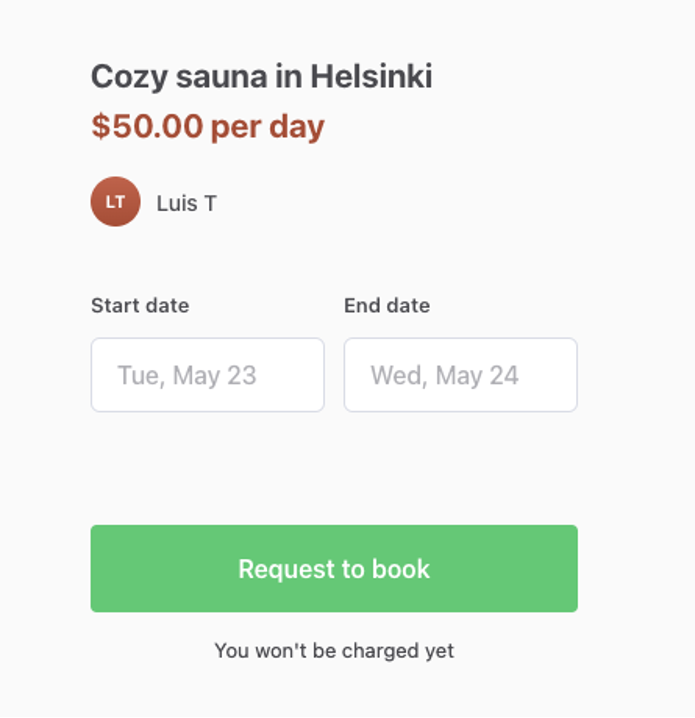 Cozy sauna in Helsinki
$50.00 per day
LT Luis T
Start date End date
Tue, May 23 Wed, May 24
Request to book
You won't be charged yet